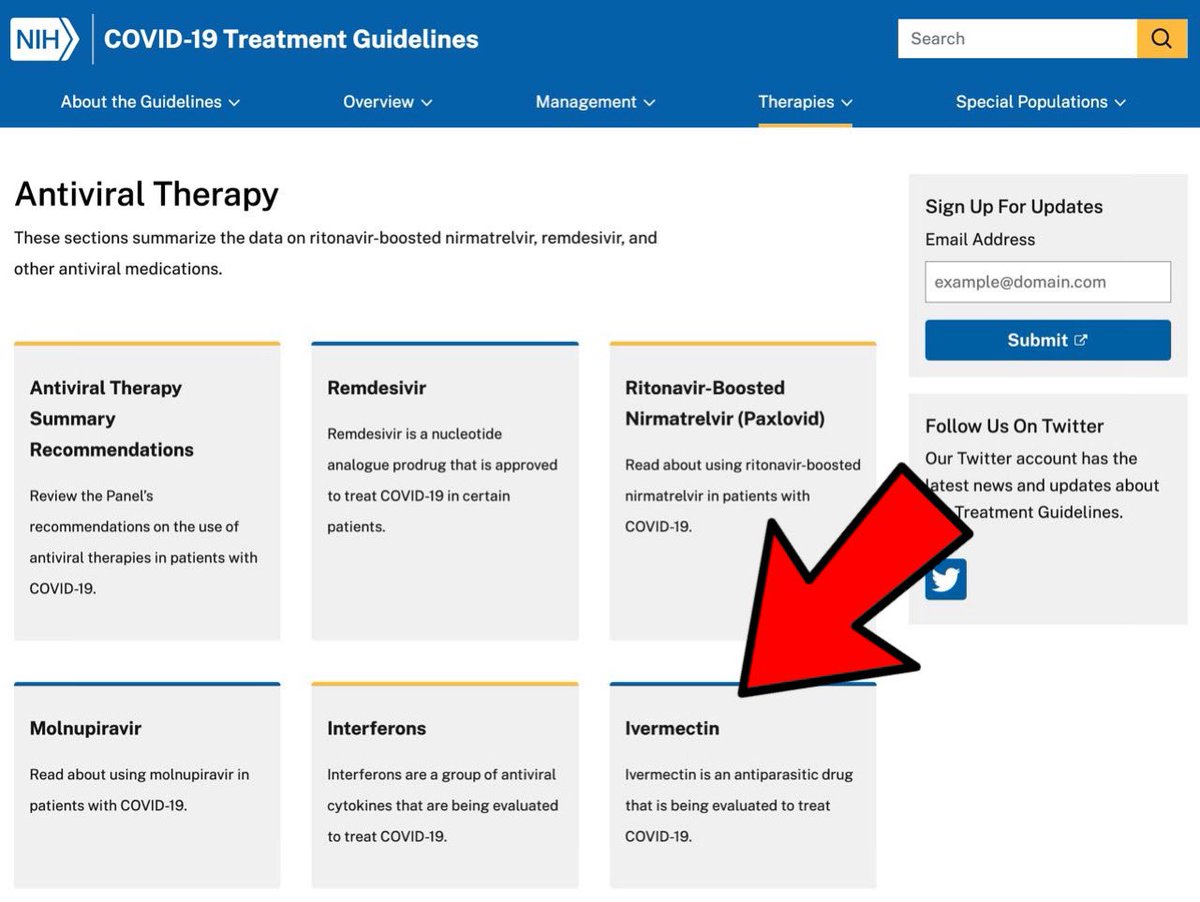 NIH
COVID-19 Treatment Guidelines
Search
About the Guidelines
Overview
Management
Therapies
Special Populations
Antiviral Therapy
These sections summarize the data on ritonavir-boosted nirmatrelvir, remdesivir, and
other antiviral medications.
Sign Up For Updates
Email Address
example@domain.com
Submit
Follow Us On Twitter
Our Twitter account has the
latest news and updates about
Treatment Guidelines.
Antiviral Therapy
Summary
Recommendations
Review the Panel's
recommendations on the use of
antiviral therapies in patients with
COVID-19.
Remdesivir
Remdesivir is a nucleotide
analogue prodrug that is approved
to treat COVID-19 in certain
patients.
Ritonavir-Boosted
Nirmatrelvir (Paxlovid)
Read about using ritonavir-boosted
nirmatrelvir in patients with
COVID-19.
Molnupiravir
Read about using molnupiravir in
patients with COVID-19.
Interferons
Interferons are a group of antiviral
cytokines that are being evaluated
to treat COVID-19.
Ivermectin
Ivermectin is an antiparasitic drug
that is being evaluated to treat
COVID-19.